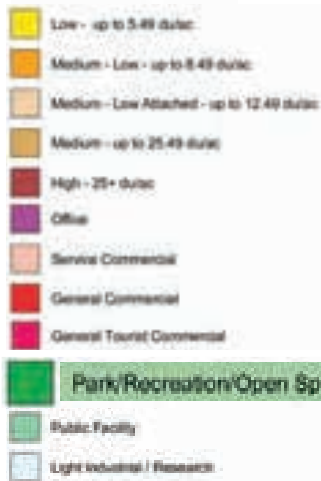 Low - up to 5.49 du/ac
Medium - Low - up to 8.49 du/ac
Medium - Low Attached - up to 12.49 du/ac
Medium - up to 25.49 du/ac
High - 25+ du/ac
Office
Service Commercial
General Commercial
General Tourist Commercial
Park/Recreation/Open Sp
Public Facility
Light Industrial / Research